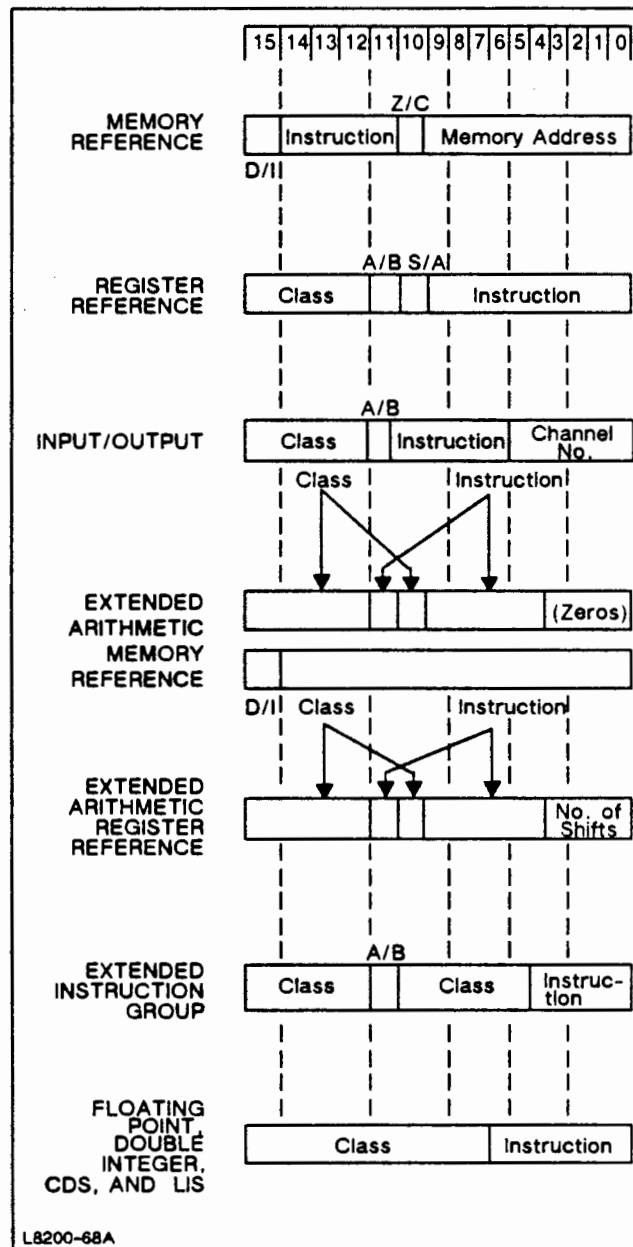 15 14 13 12 11 10 9 8 7 6 5 4 3 2 1 0
Z/C
MEMORY
REFERENCE
Instruction
Memory Address
D/I
A/B S/A
REGISTER
REFERENCE
Class
Instruction
A/B
INPUT/OUTPUT
Class
Instruction
Channel
No.
Class
Instruction
EXTENDED
ARITHMETIC
MEMORY
REFERENCE
(Zeros)
D/I
Class
Instruction
EXTENDED
ARITHMETIC
REGISTER
REFERENCE
No. of
Shifts
A/B
EXTENDED
INSTRUCTION
GROUP
Class
Class
Instruc-
tion
FLOATING
POINT,
DOUBLE
INTEGER,
CDS, AND LIS
Class
Instruction
L8200-68A